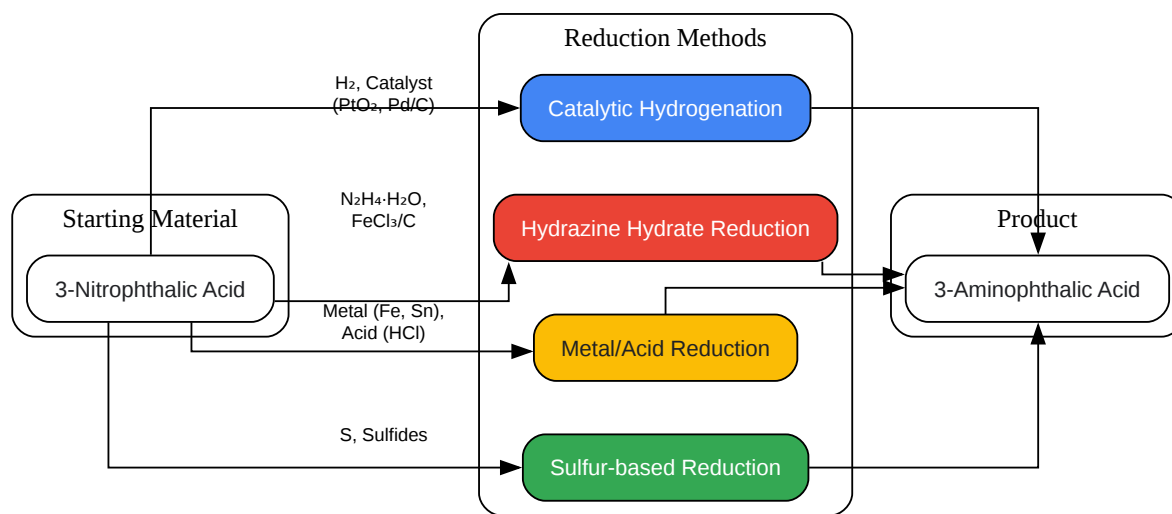 Reduction Methods
H₂, Catalyst
(PtO₂, Pd/C)
Catalytic Hydrogenation
N₂H₄·H₂O,
FeCl₃/C
Starting Material
Hydrazine Hydrate Reduction
Product
3-Nitrophthalic Acid
3-Aminophthalic Acid
Metal (Fe, Sn),
Acid (HCl)
Metal/Acid Reduction
S, Sulfides
Sulfur-based Reduction